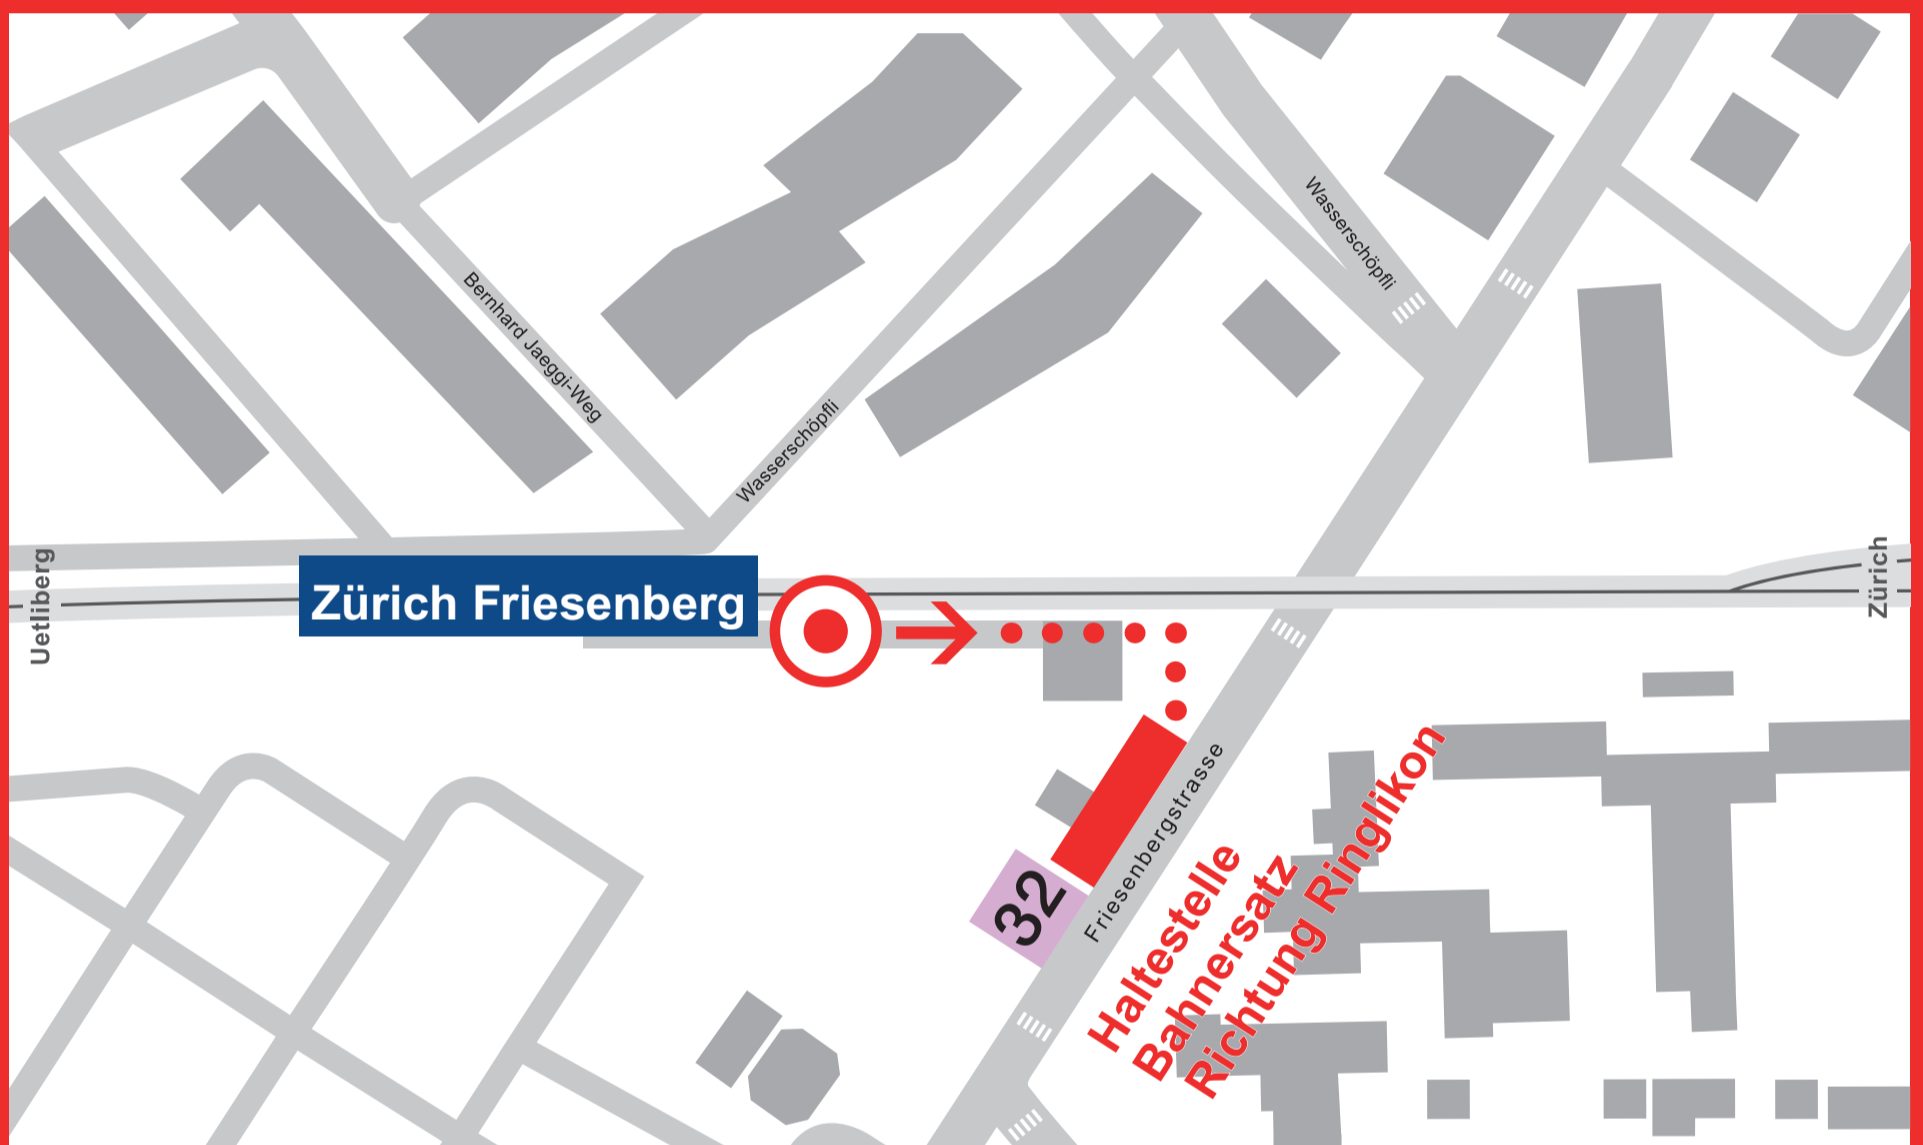 Wasserschöpfli
Bernhard Jaeggi-Weg
Wasserschöpfli
Uetliberg
Zürich Friesenberg
Zürich
Friesenbergstrasse
32
Haltestelle
Bahnersatz
Richtung Ringlikon